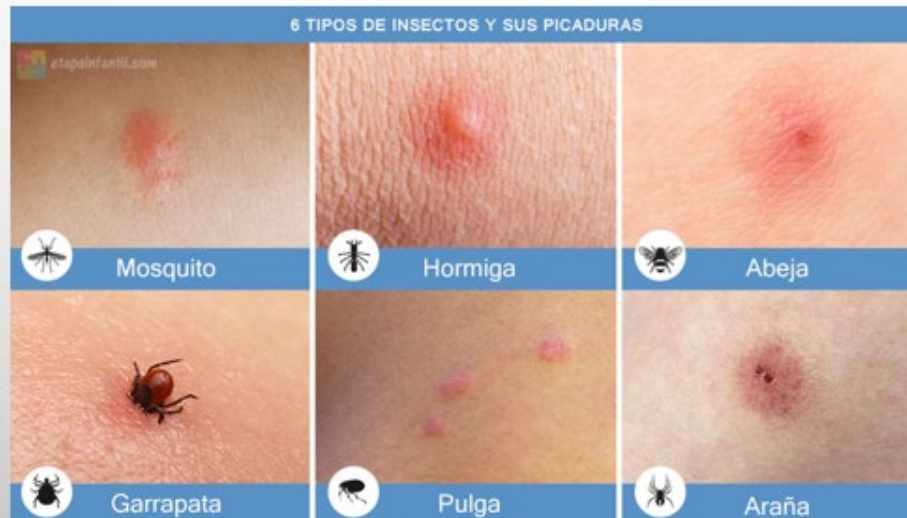 6 TIPOS DE INSECTOS Y SUS PICADURAS
etapainfantil.com
Mosquito
Hormiga
Abeja
Garrapata
Pulga
Araña